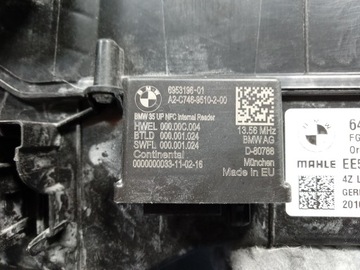 6953196-01
A2-C746-9510-2-00
BMW 35 UP NFC Internal Reader
HWEL 000.00C.004
BTLD 000.001.024
SWFL 000.001.024
Continental
0000000033-11-02-16
13.56 MHz
BMW AG
D-80788
München
Made in EU
MAHLE